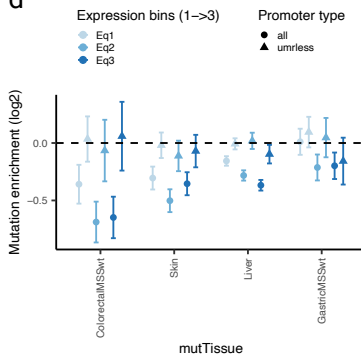 d
Expression bins (1−>3)
Eq1
Eq2
Eq3
Promoter type
all
umrless
Mutation enrichment (log2)
0.0
−0.5
ColorectalMSSwt
Skin
Liver
GastricMSSwt
mutTissue